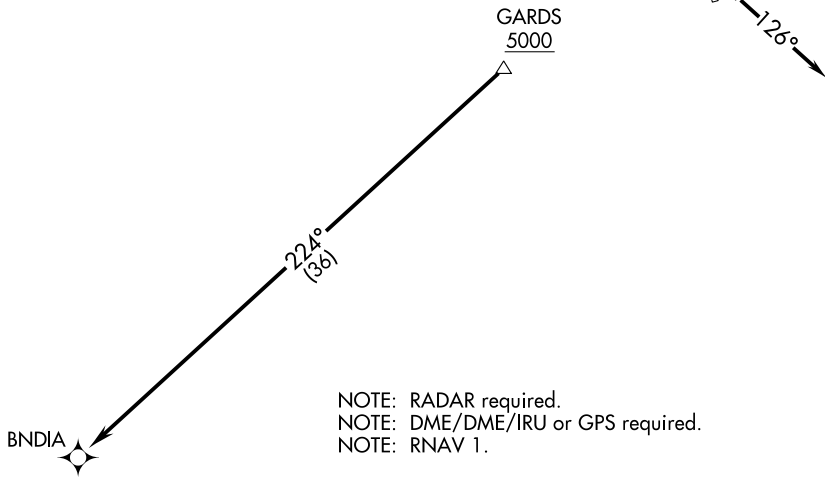 GARDS
5000
126°
224°
(36)
NOTE: RADAR required.
NOTE: DME/DME/IRU or GPS required.
NOTE: RNAV 1.
BNDIA